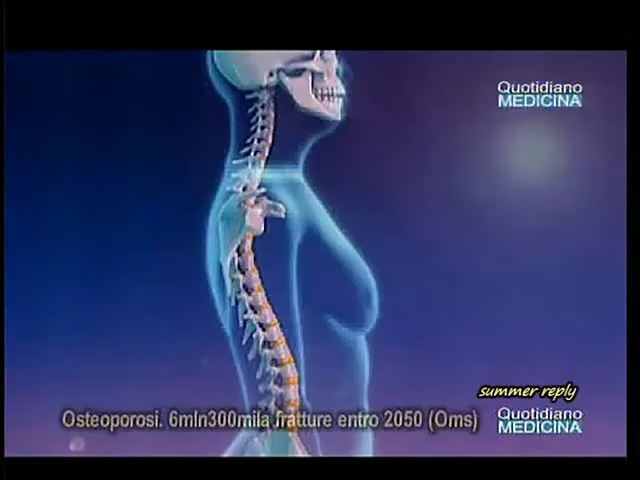 Quotidiano
MEDICINA
summer reply
Osteoporosi. 6mln300mila fratture entro 2050 (Oms)
Quotidiano
MEDICINA